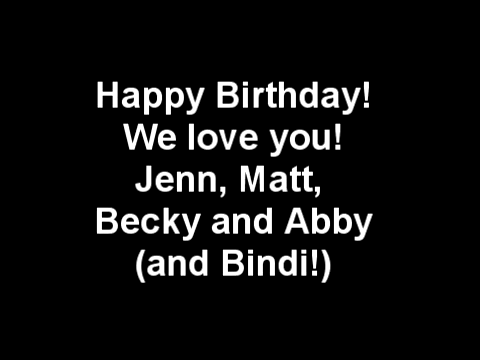 Happy Birthday!
We love you!
Jenn, Matt,
Becky and Abby
(and Bindi!)